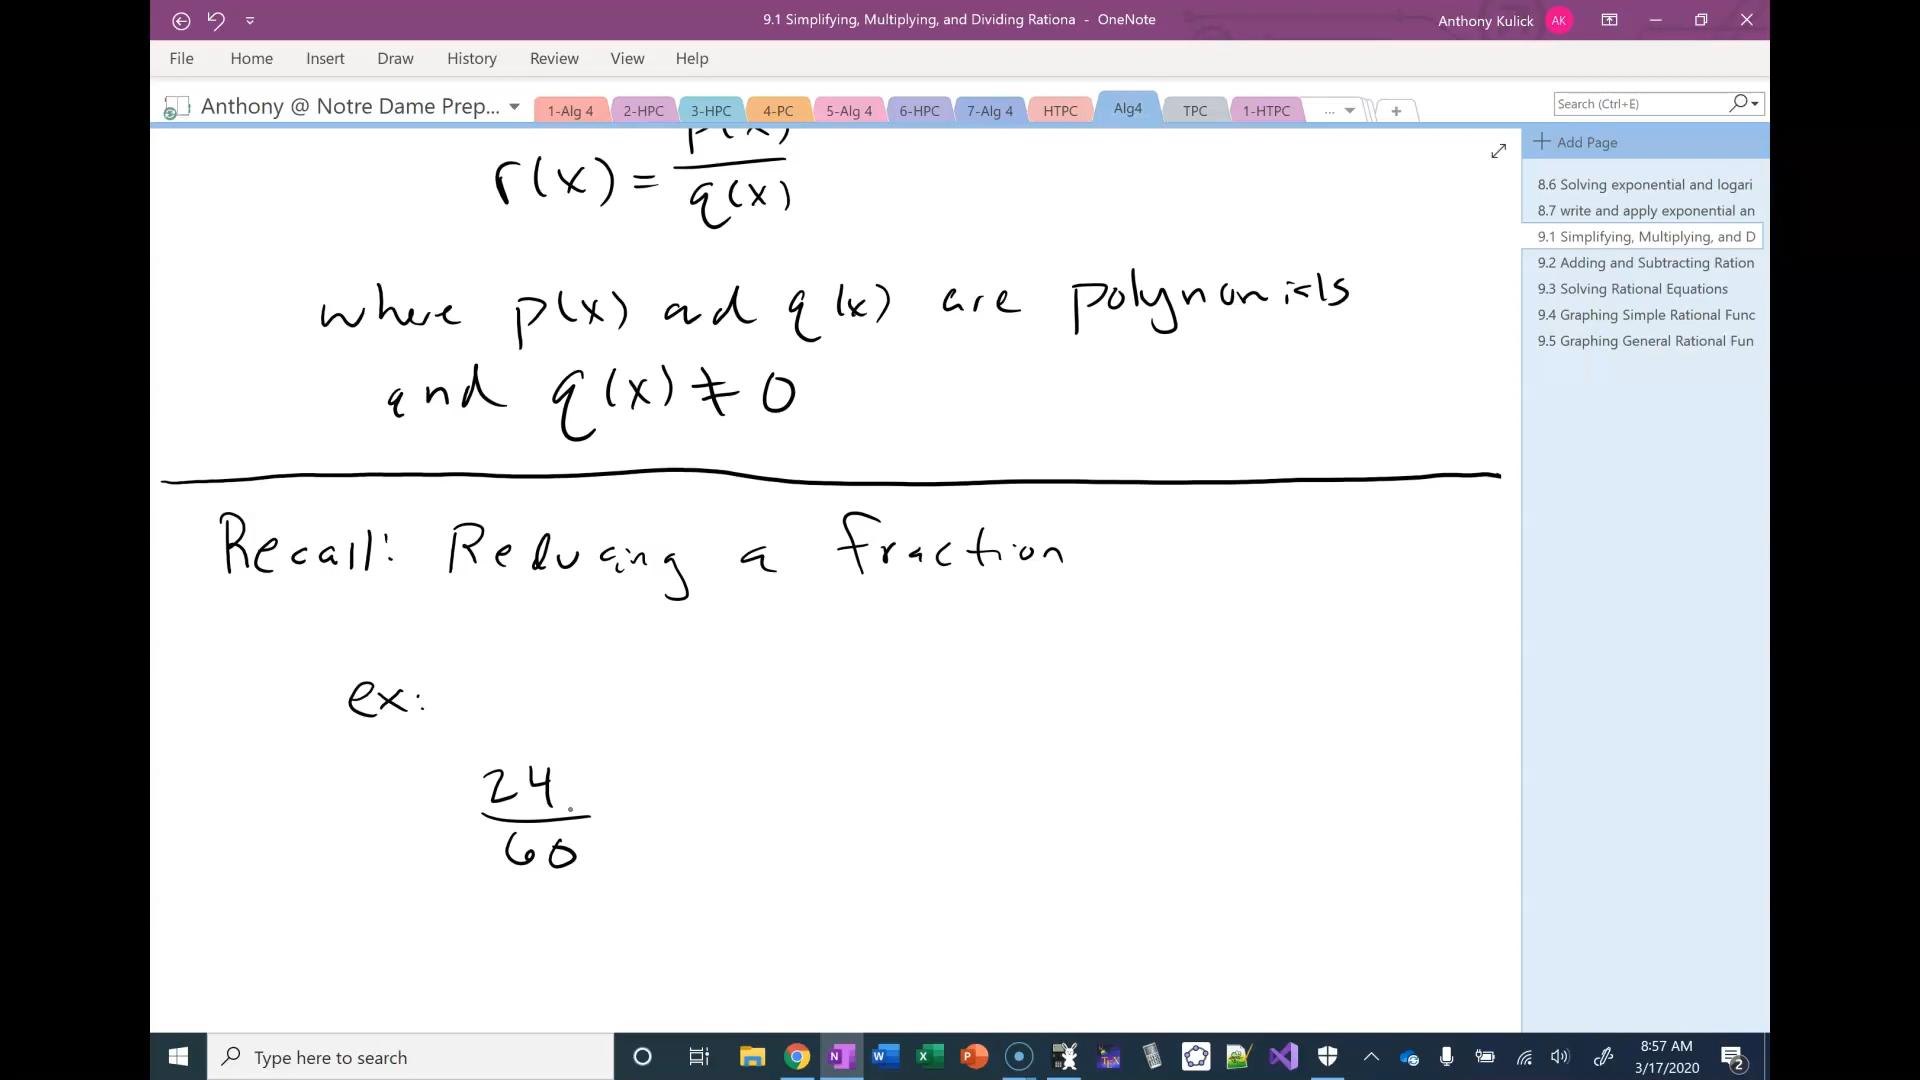 9.1 Simplifying, Multiplying, and Dividing Rationa - OneNote
Anthony Kulick AK
File Home Insert Draw History Review View Help
Anthony @ Notre Dame Prep... 1-Alg 4 2-HPC 3-HPC 4-PC 5-Alg 4 6-HPC 7-Alg 4 HTPC Alg4 TPC 1-HTPC ... +
Search (Ctrl+E)
Add Page
8.6 Solving exponential and logari
8.7 write and apply exponential an
9.1 Simplifying, Multiplying, and D
9.2 Adding and Subtracting Ration
9.3 Solving Rational Equations
9.4 Graphing Simple Rational Func
9.5 Graphing General Rational Fun
p(x)
r(x) =
q(x)
where p(x) and q(x) are polynomials
and q(x) ≠ 0
Recall: Reducing a fraction
ex:
24
60
Type here to search
8:57 AM
3/17/2020
2